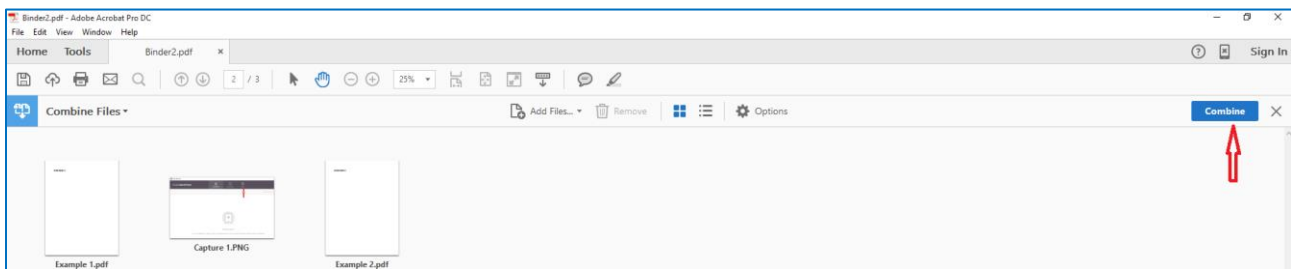 Binder2.pdf - Adobe Acrobat Pro DC
File Edit View Window Help
Home Tools Binder2.pdf × Sign In
2 / 3 25%
Combine Files Add Files... Remove Options Combine
Capture 1.PNG
Example 1.pdf Example 2.pdf